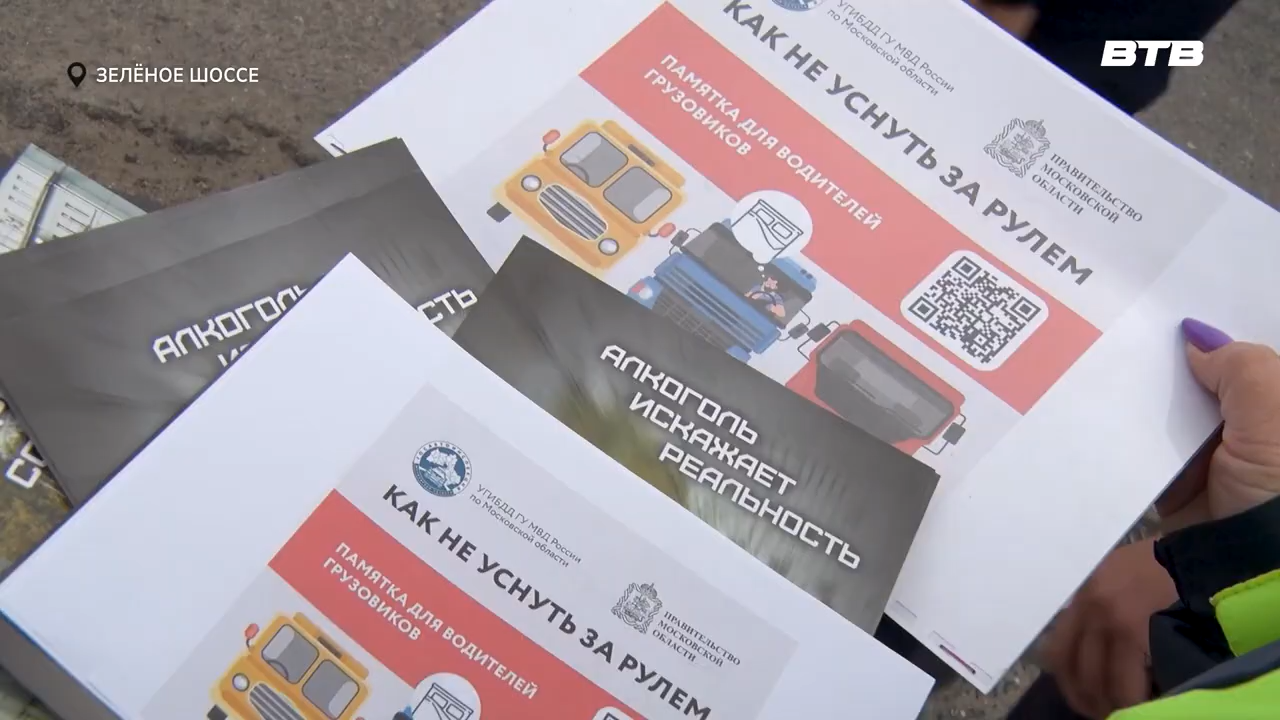 ЗЕЛЁНОЕ ШОССЕ
ВТВ
УГИБДД ГУ МВД России
по Московской области
КАК НЕ УСНУТЬ ЗА РУЛЕМ
ПРАВИТЕЛЬСТВО
МОСКОВСКОЙ
ОБЛАСТИ
ПАМЯТКА ДЛЯ ВОДИТЕЛЕЙ
ГРУЗОВИКОВ
АЛКОГОЛЬ
АЛКОГОЛЬ
ИСКАЖАЕТ
РЕАЛЬНОСТЬ
УГИБДД ГУ МВД России
по Московской области
КАК НЕ УСНУТЬ ЗА РУЛЕМ
ПРАВИТЕЛЬСТВО
МОСКОВСКОЙ
ОБЛАСТИ
ПАМЯТКА ДЛЯ ВОДИТЕЛЕЙ
ГРУЗОВИКОВ